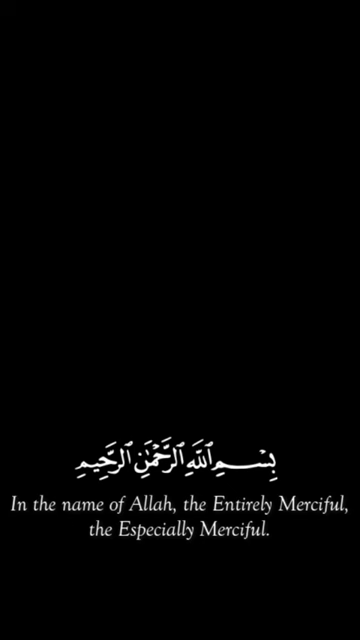 بِسْمِ ٱللَّهِ ٱلرَّحْمَٰنِ ٱلرَّحِيمِ
In the name of Allah, the Entirely Merciful,
the Especially Merciful.